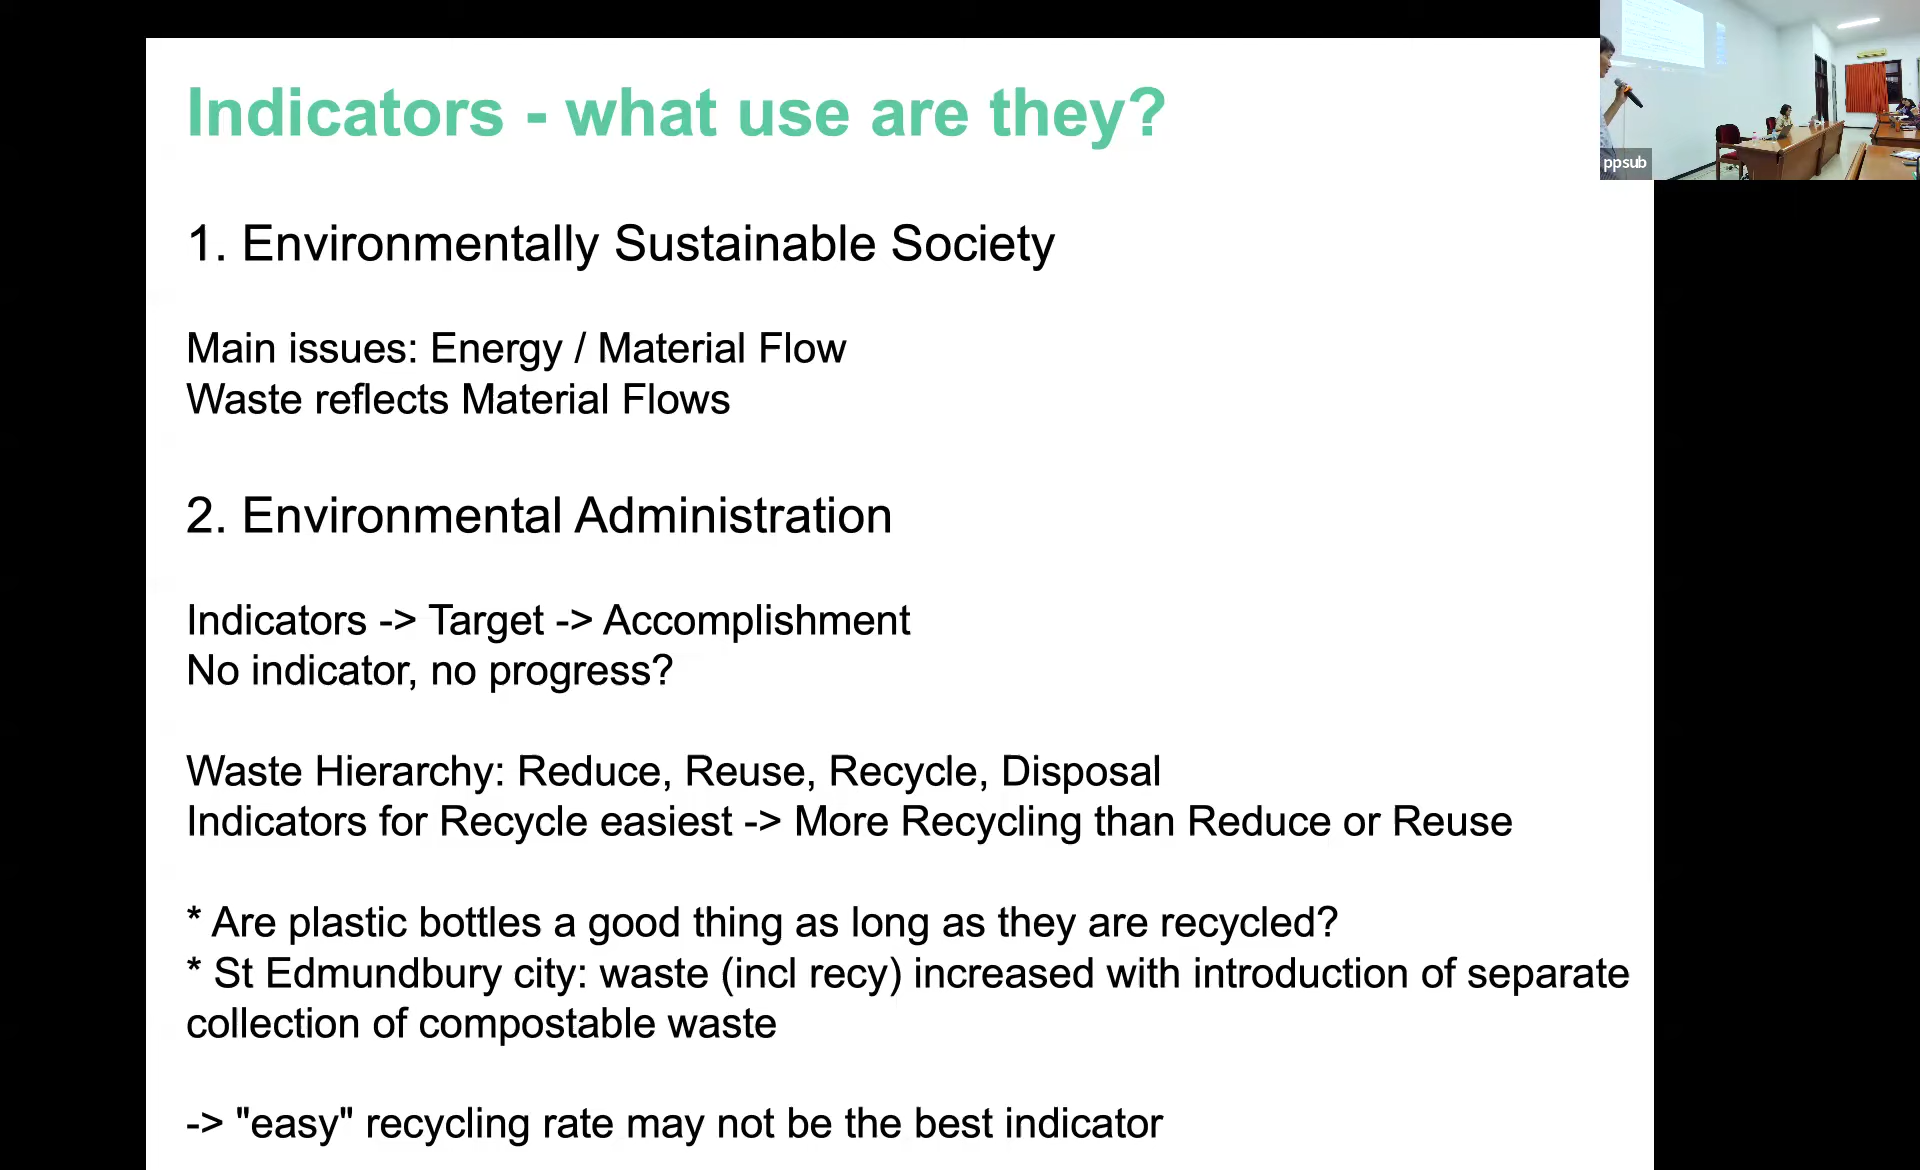 Indicators - what use are they?
1. Environmentally Sustainable Society
Main issues: Energy / Material Flow
Waste reflects Material Flows
2. Environmental Administration
Indicators -> Target -> Accomplishment
No indicator, no progress?
Waste Hierarchy: Reduce, Reuse, Recycle, Disposal
Indicators for Recycle easiest -> More Recycling than Reduce or Reuse
* Are plastic bottles a good thing as long as they are recycled?
* St Edmundbury city: waste (incl recy) increased with introduction of separate
collection of compostable waste
-> "easy" recycling rate may not be the best indicator
ppsub